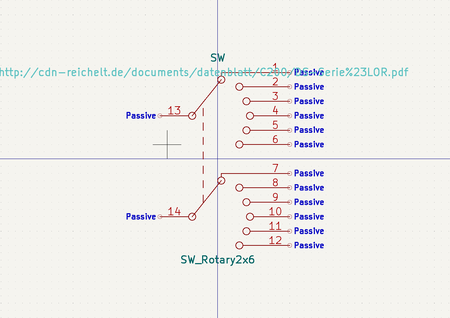 SW
http://cdn-reichelt.de/documents/datenblatt/C200/DS-Serie%23LOR.pdf
1 Passive
2 Passive
3 Passive
Passive 13
4 Passive
5 Passive
6 Passive
7 Passive
8 Passive
9 Passive
Passive 14
10 Passive
11 Passive
12 Passive
SW_Rotary2x6